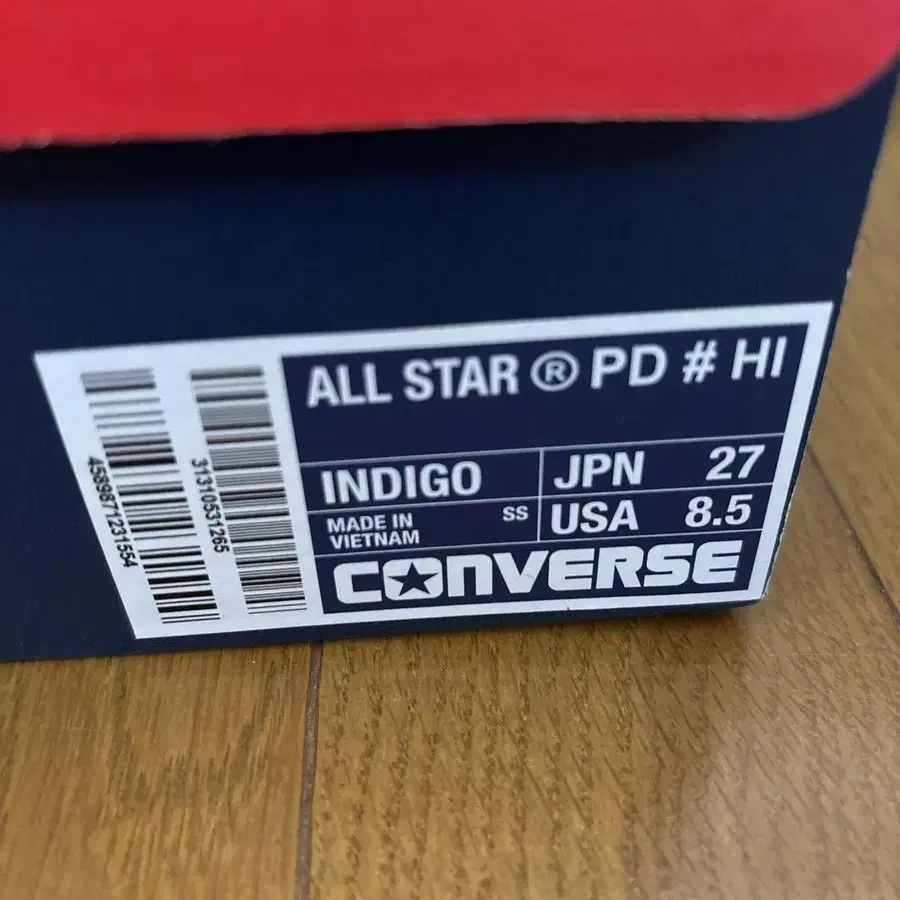 ALL STAR ® PD # HI
INDIGO
JPN 27
MADE IN
VIETNAM
SS
USA 8.5
CONVERSE
4589871231554
31310531265